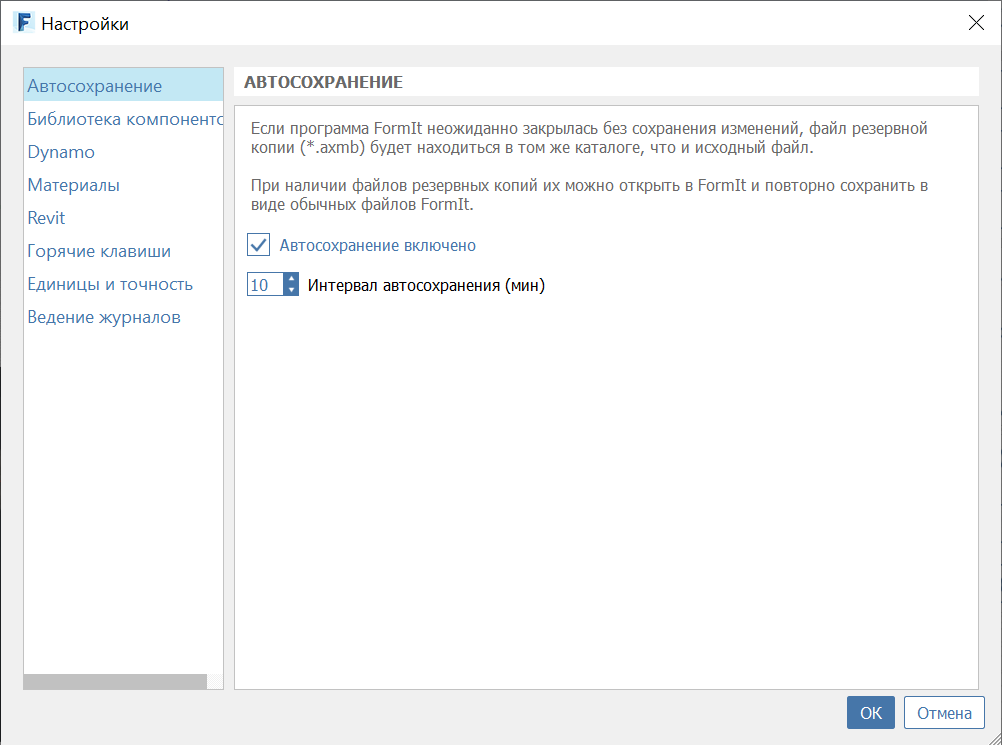 Настройки
Автосохранение
Библиотека компоненто
Dynamo
Материалы
Revit
Горячие клавиши
Единицы и точность
Ведение журналов
АВТОСОХРАНЕНИЕ
Если программа FormIt неожиданно закрылась без сохранения изменений, файл резервной
копии (*.axmb) будет находиться в том же каталоге, что и исходный файл.
При наличии файлов резервных копий их можно открыть в FormIt и повторно сохранить в
виде обычных файлов FormIt.
Автосохранение включено
10 Интервал автосохранения (мин)
OK Отмена